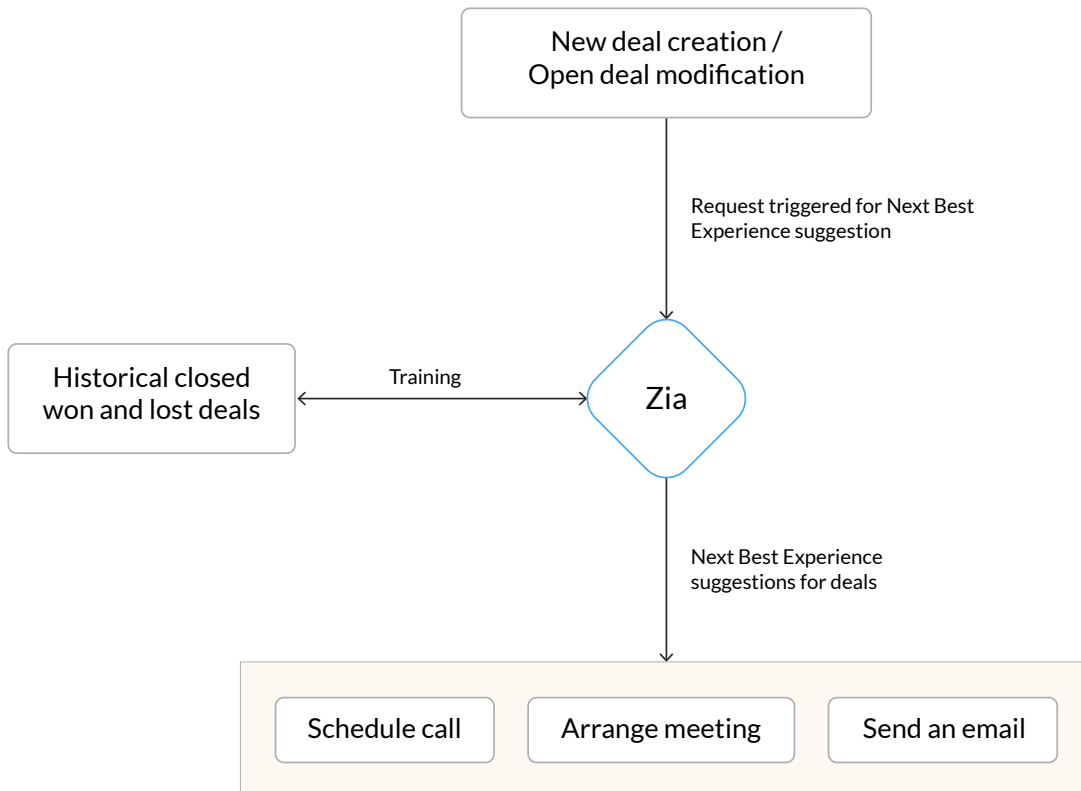 New deal creation /
Open deal modification
Request triggered for Next Best
Experience suggestion
Historical closed
won and lost deals
Training
Zia
Next Best Experience
suggestions for deals
Schedule call
Arrange meeting
Send an email